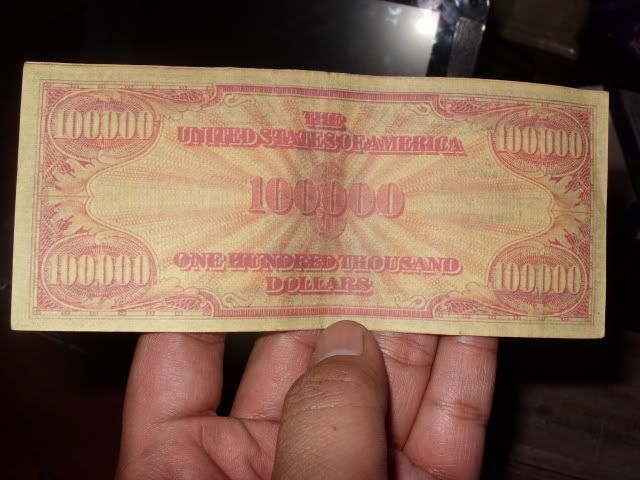 100.000
THE
100.000
UNITED STATES OF AMERICA
100,000
ONE HUNDRED THOUSAND
100.000
DOLLARS
100.000